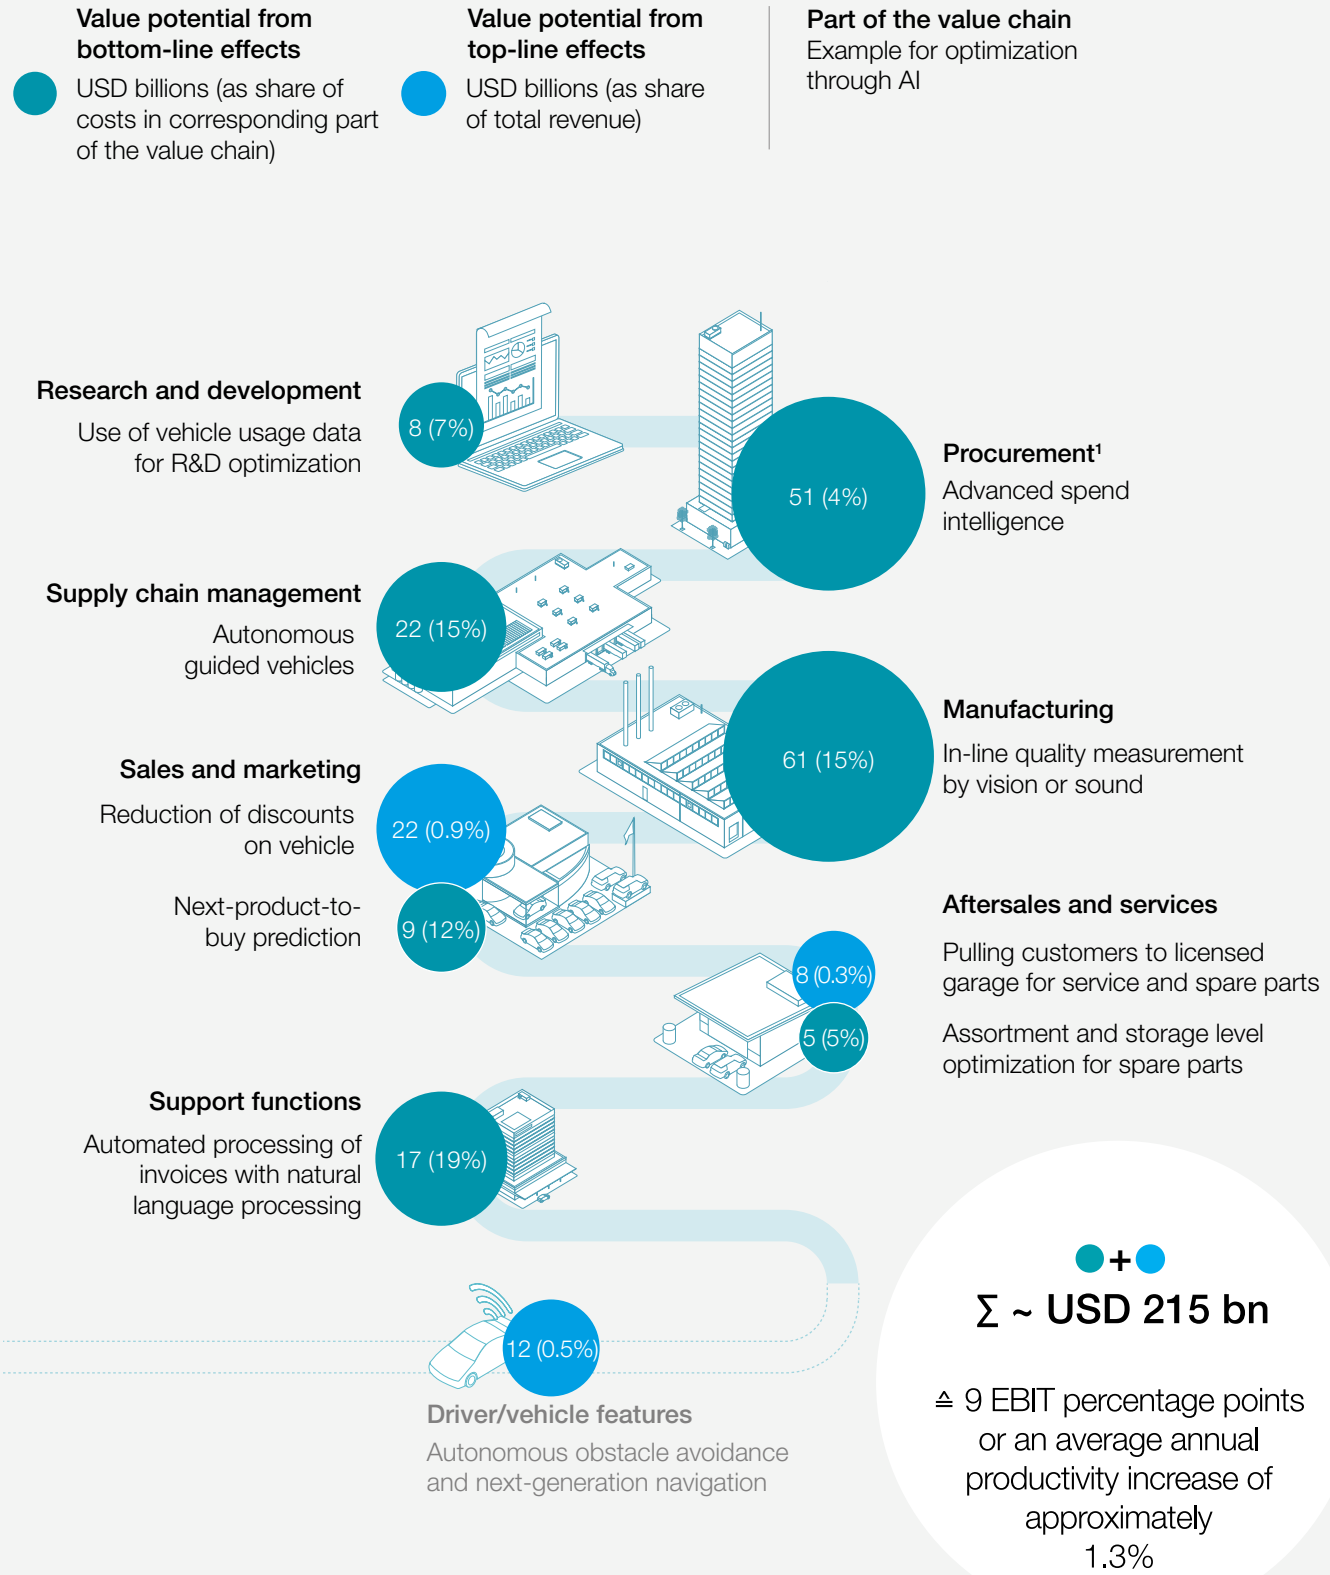 Value potential from
bottom-line effects
USD billions (as share of
costs in corresponding part
of the value chain)
Value potential from
top-line effects
USD billions (as share
of total revenue)
Part of the value chain
Example for optimization
through AI
Research and development
Use of vehicle usage data
for R&D optimization
8 (7%)
51 (4%)
Procurement¹
Advanced spend
intelligence
Supply chain management
Autonomous
guided vehicles
22 (15%)
61 (15%)
Manufacturing
In-line quality measurement
by vision or sound
Sales and marketing
Reduction of discounts
on vehicle
22 (0.9%)
Next-product-to-
buy prediction
9 (12%)
Aftersales and services
8 (0.3%)
Pulling customers to licensed
garage for service and spare parts
5 (5%)
Assortment and storage level
optimization for spare parts
Support functions
Automated processing of
invoices with natural
language processing
17 (19%)
12 (0.5%)
Driver/vehicle features
Autonomous obstacle avoidance
and next-generation navigation
+
∑ ~ USD 215 bn
≙ 9 EBIT percentage points
or an average annual
productivity increase of
approximately
1.3%